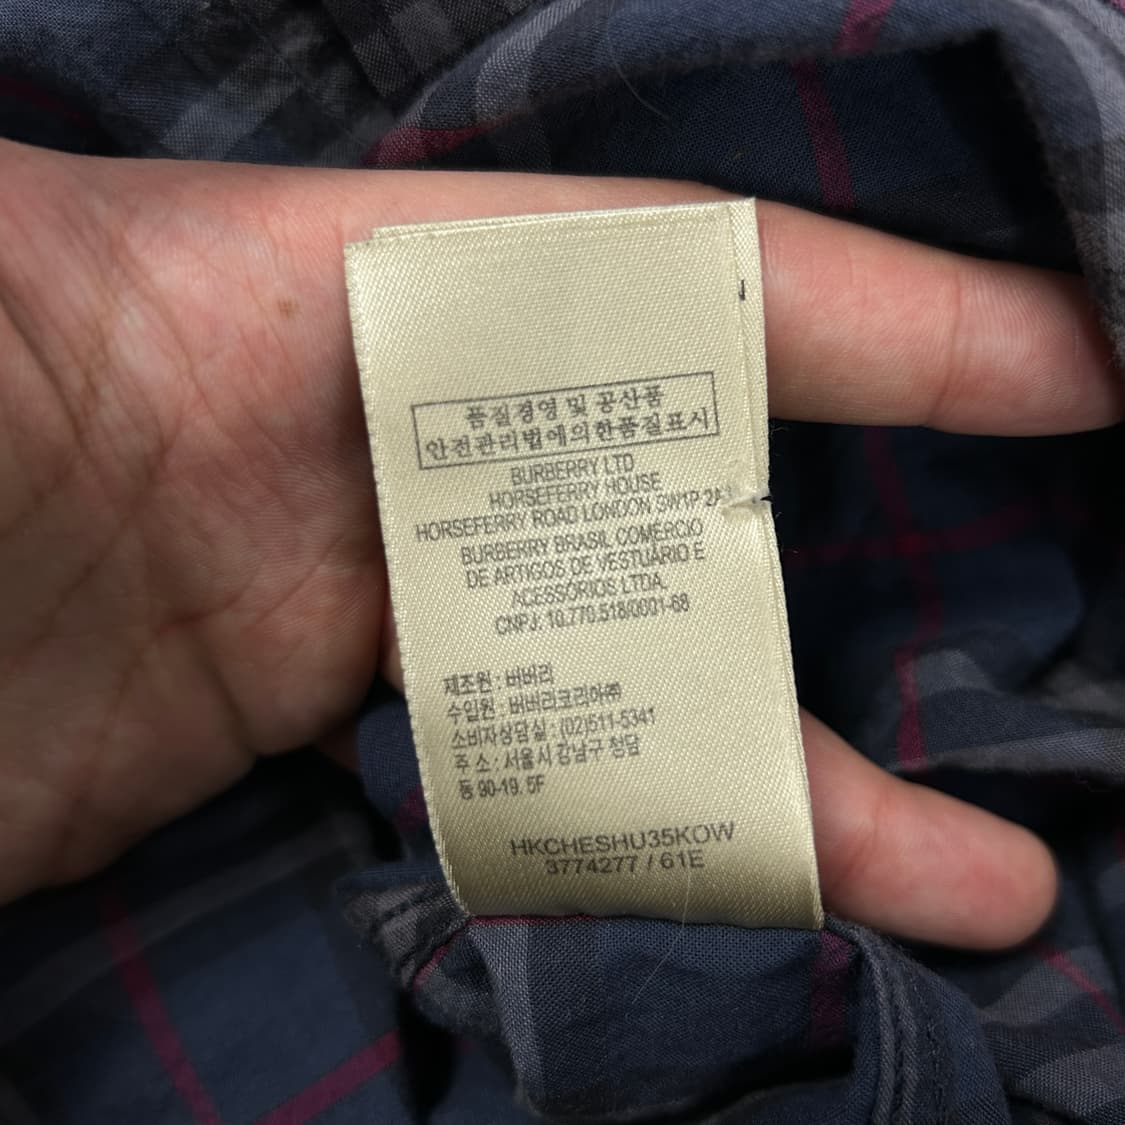 품질경영 및 공산품
안전관리법에의한품질표시
BURBERRY LTD
HORSEFERRY HOUSE
HORSEFERRY ROAD LONDON SW1P
BURBERRY BRASIL COMERCIO
DE ARTIGOS DE VESTUÁRIO E
ACESSÓRIOS LTDA.
CNPJ: 10.770.518/0001-68
제조원 : 버버리
수입원 : 버버리코리아㈜
소비자상담실 : (02)511-5341
주 소 : 서울시 강남구 청담
동 90-19. 5F
HKCHESHU35KOW
3774277 / 61E